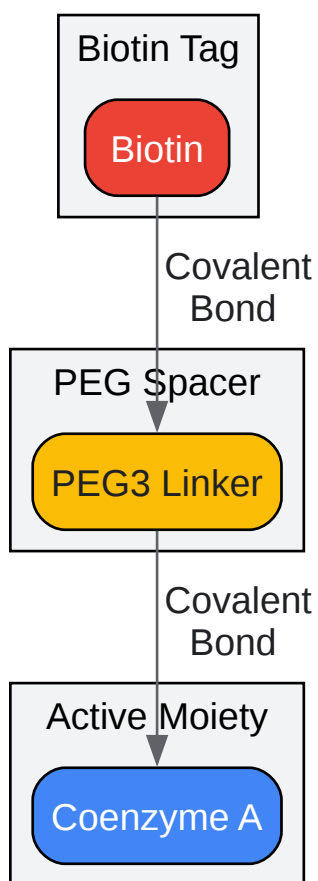 Biotin Tag
Biotin
Covalent
Bond
PEG Spacer
PEG3 Linker
Covalent
Bond
Active Moiety
Coenzyme A